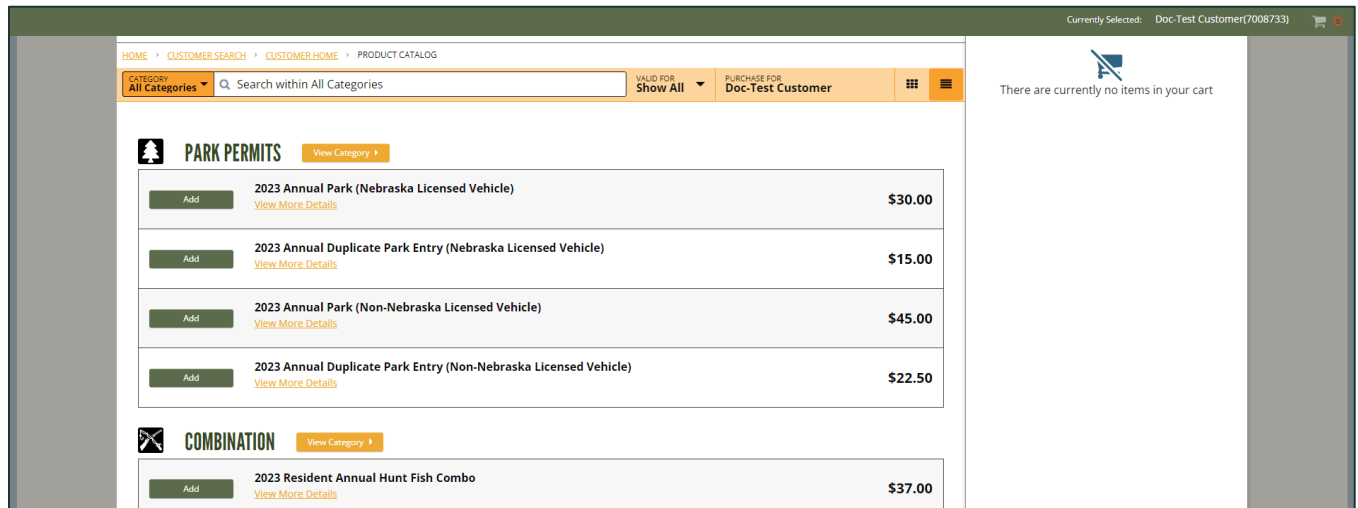 Currently Selected: Doc-Test Customer(7008733) 0
HOME > CUSTOMER SEARCH > CUSTOMER HOME > PRODUCT CATALOG
CATEGORY
All Categories
Search within All Categories
VALID FOR
Show All
PURCHASE FOR
Doc-Test Customer
There are currently no items in your cart
PARK PERMITS View Category
Add
2023 Annual Park (Nebraska Licensed Vehicle)
View More Details
$30.00
Add
2023 Annual Duplicate Park Entry (Nebraska Licensed Vehicle)
View More Details
$15.00
Add
2023 Annual Park (Non-Nebraska Licensed Vehicle)
View More Details
$45.00
Add
2023 Annual Duplicate Park Entry (Non-Nebraska Licensed Vehicle)
View More Details
$22.50
COMBINATION View Category
Add
2023 Resident Annual Hunt Fish Combo
View More Details
$37.00